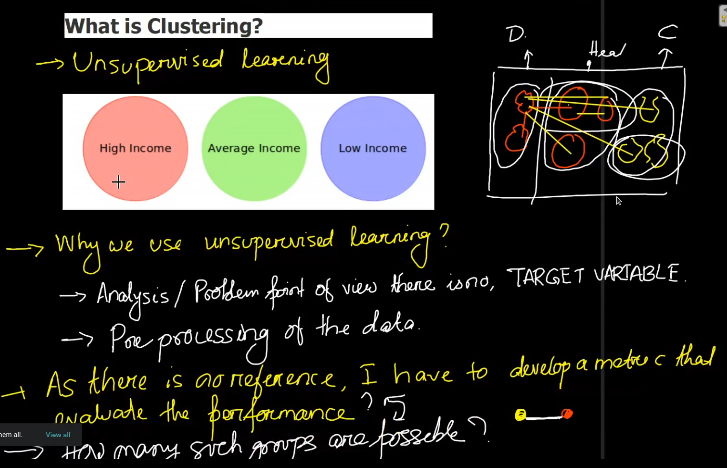 What is Clustering?
→ Unsupervised learning
D.
Head
C
High Income
Average Income
Low Income
→ Why we use unsupervised learning?
→ Analysis / Problem point of view there is no, TARGET VARIABLE.
→ Pre processing of the data.
→ As there is no reference, I have to develop a metric that
evaluate the performance?
hem all. View all
→ How many such groups are possible?